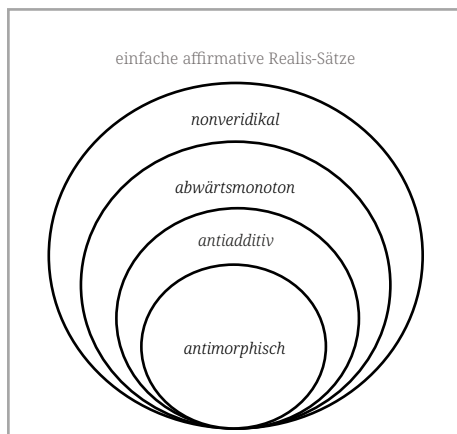 einfache affirmative Realis-Sätze
nonveridikal
abwärtsmonoton
antiadditiv
antimorphisch